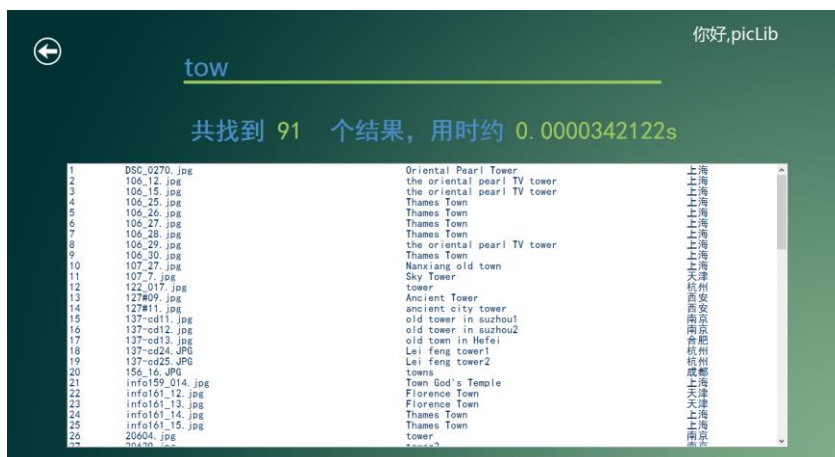 你好,picLib
tow
共找到 91 个结果，用时约 0.0000342122s
1 DSC_0270.jpg Oriental Pearl Tower 上海
2 106_12.jpg the oriental pearl TV tower 上海
3 106_15.jpg the oriental pearl TV tower 上海
4 106_25.jpg Thames Town 上海
5 106_26.jpg Thames Town 上海
6 106_27.jpg Thames Town 上海
7 106_28.jpg Thames Town 上海
8 106_29.jpg the oriental pearl TV tower 上海
9 106_30.jpg Thames Town 上海
10 107_27.jpg Nanxiang old town 上海
11 107_7.jpg Sky Tower 天津
12 122_017.jpg tower 杭州
13 127#09.jpg Ancient Tower 西安
14 127#11.jpg ancient city tower 西安
15 137-cd11.jpg old tower in suzhou1 南京
16 137-cd12.jpg old tower in suzhou2 南京
17 137-cd13.jpg old town in Hefei 合肥
18 137-cd24.JPG Lei feng tower1 杭州
19 137-cd25.JPG Lei feng tower2 杭州
20 156_16.JPG towns 成都
21 info159_014.jpg Town God's Temple 上海
22 info161_12.jpg Florence Town 天津
23 info161_13.jpg Florence Town 天津
24 info161_14.jpg Thames Town 上海
25 info161_15.jpg Thames Town 上海
26 20604.jpg tower 南京
27